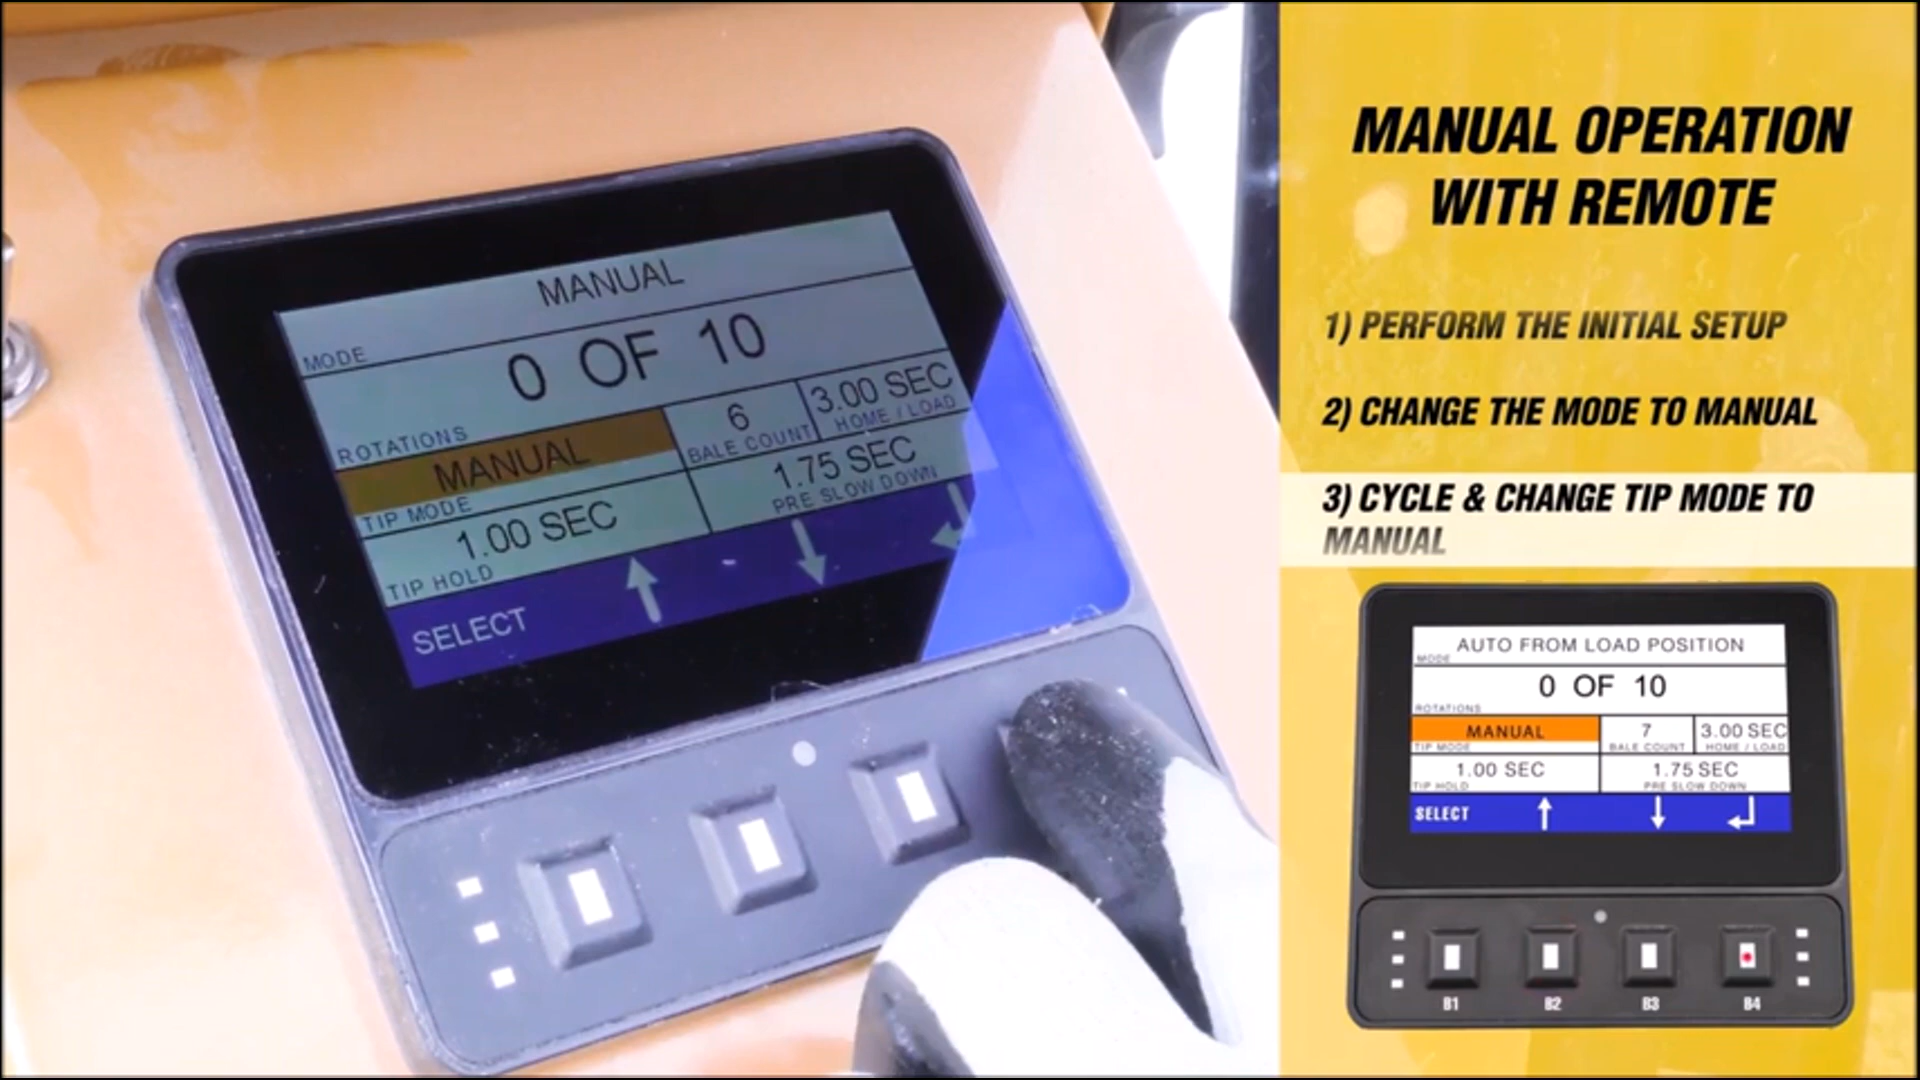 MANUAL
MODE
0 OF 10
ROTATIONS
MANUAL
TIP MODE
6
BALE COUNT
3.00 SEC
HOME / LOAD
1.00 SEC
TIP HOLD
1.75 SEC
PRE SLOW DOWN
SELECT
MANUAL OPERATION
WITH REMOTE
1) PERFORM THE INITIAL SETUP
2) CHANGE THE MODE TO MANUAL
3) CYCLE & CHANGE TIP MODE TO
MANUAL
AUTO FROM LOAD POSITION
MODE
0 OF 10
ROTATIONS
MANUAL
TIP MODE
7
BALE COUNT
3.00 SEC
HOME / LOAD
1.00 SEC
TIP HOLD
1.75 SEC
PRE SLOW DOWN
SELECT
B1 B2 B3 B4